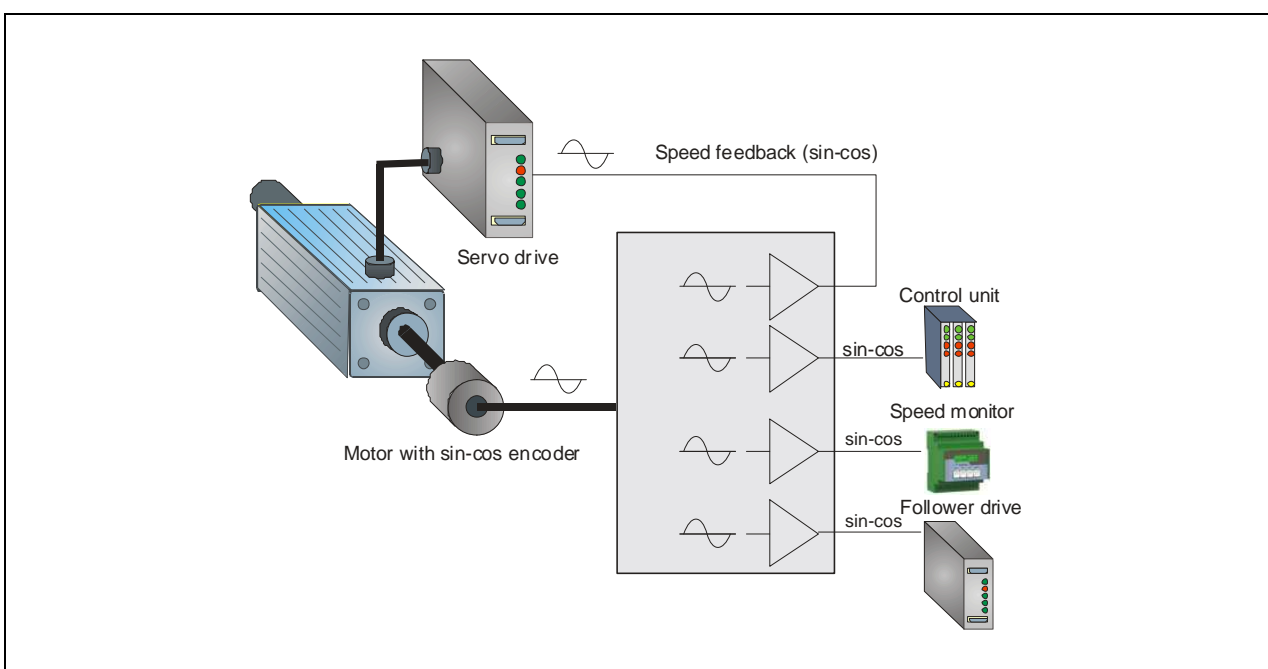 Speed feedback (sin-cos)
Servo drive
Control unit
sin-cos
Speed monitor
Motor with sin-cos encoder
sin-cos
Follower drive
sin-cos